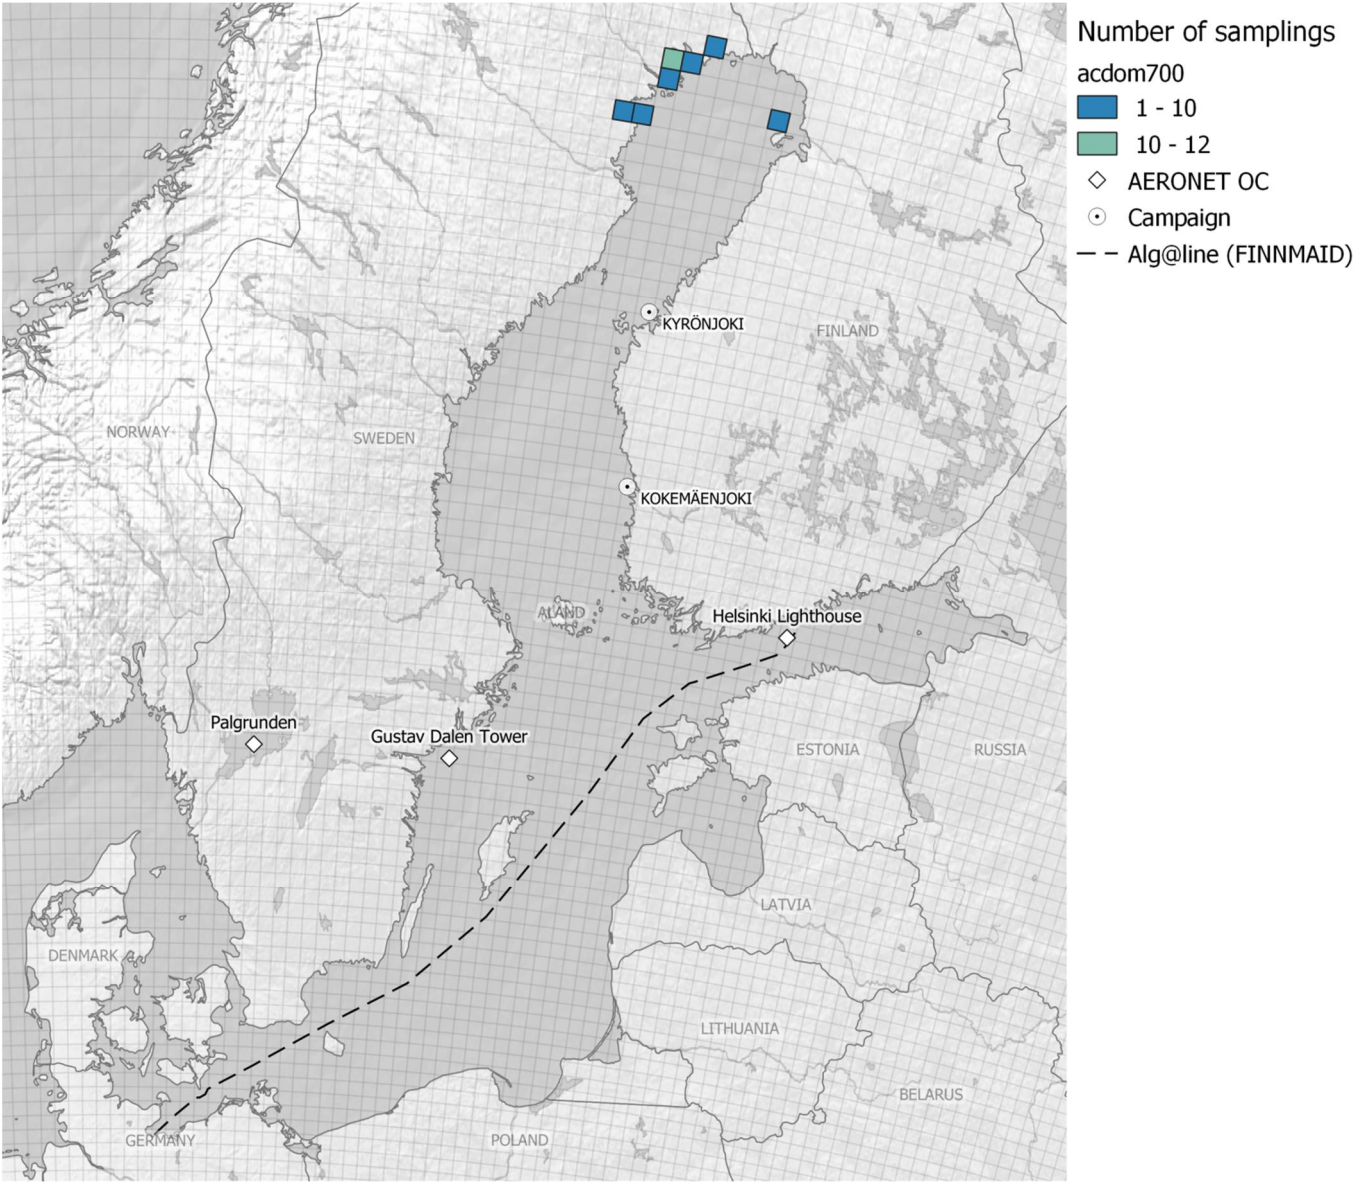 Number of samplings
acdom700
1 - 10
10 - 12
AERONET OC
Campaign
Alg@line (FINNMAID)
KYRÖNJOKI
FINLAND
NORWAY
SWEDEN
KOKEMÄENJOKI
ÅLAND
Helsinki Lighthouse
Palgrunden
Gustav Dalen Tower
ESTONIA
RUSSIA
LATVIA
DENMARK
LITHUANIA
BELARUS
GERMANY
POLAND